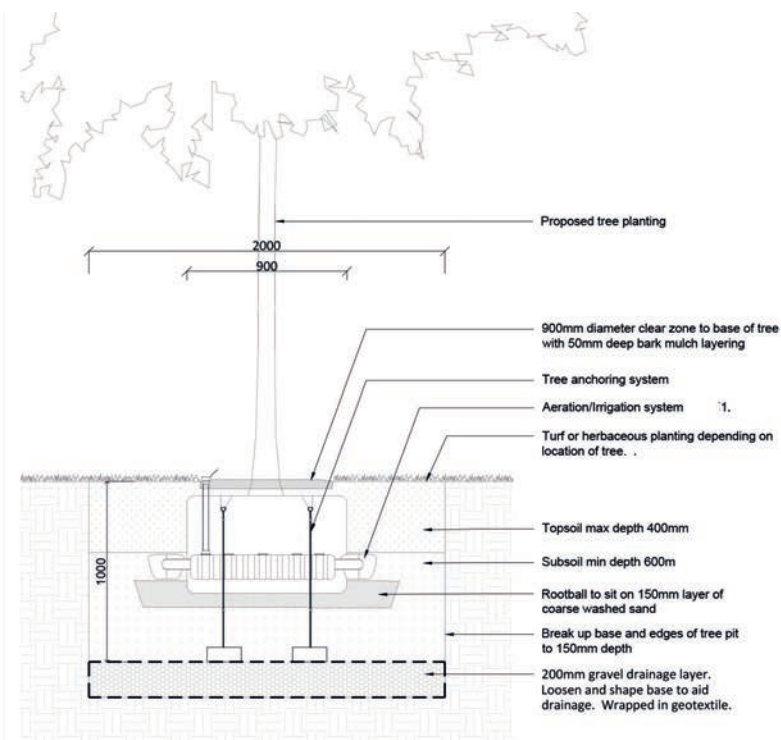 Proposed tree planting
2000
900
900mm diameter clear zone to base of tree
with 50mm deep bark mulch layering
Tree anchoring system
Aeration/Irrigation system 1.
Turf or herbaceous planting depending on
location of tree. .
Topsoil max depth 400mm
Subsoil min depth 600m
1000
Rootball to sit on 150mm layer of
coarse washed sand
Break up base and edges of tree pit
to 150mm depth
200mm gravel drainage layer.
Loosen and shape base to aid
drainage. Wrapped in geotextile.